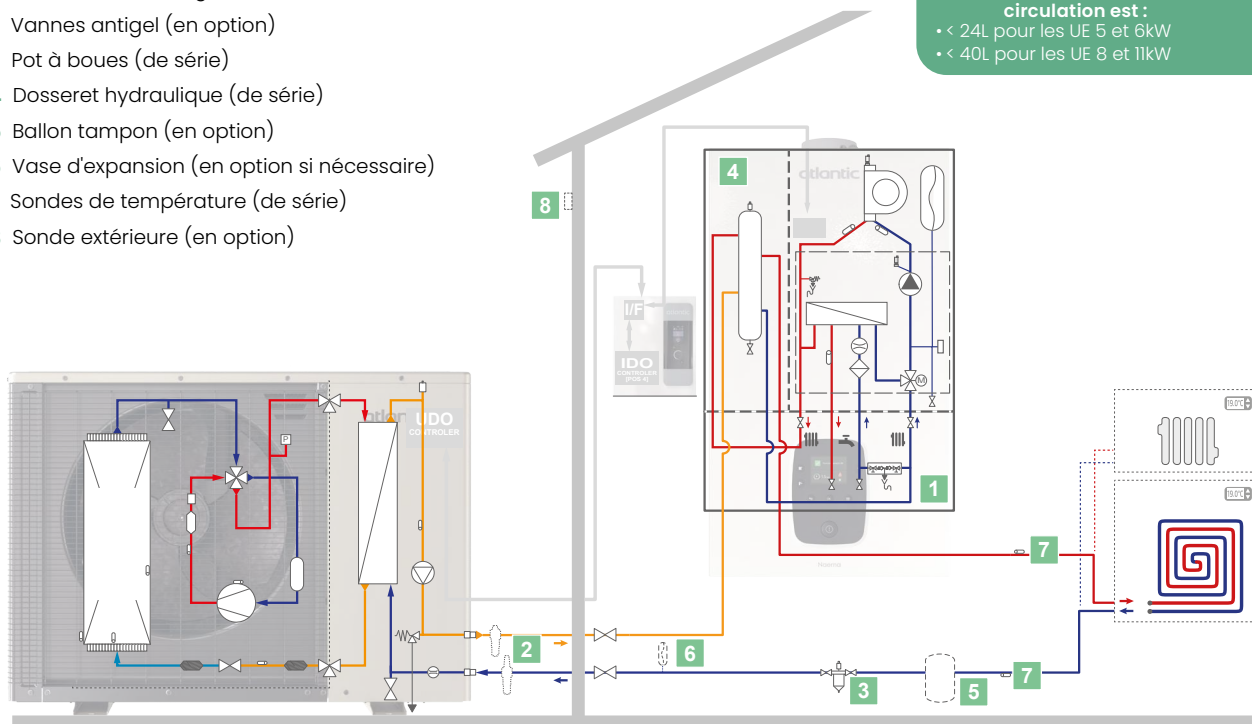 Vannes antigel (en option)
Pot à boues (de série)
Dosseret hydraulique (de série)
Ballon tampon (en option)
Vase d'expansion (en option si nécessaire)
Sondes de température (de série)
Sonde extérieure (en option)
circulation est :
• < 24L pour les UE 5 et 6kW
• < 40L pour les UE 8 et 11kW
4
atlantic
8
I/F
IDO
CONTROLER
(POS 4)
M
19.0°C
UDO
CONTROLER
P
1
19.0°C
7
2
6
3
5
7